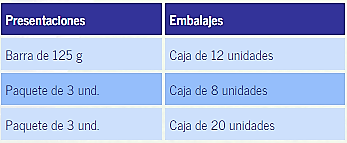 Presentaciones Embalajes
Barra de 125 g Caja de 12 unidades
Paquete de 3 und. Caja de 8 unidades
Paquete de 3 und. Caja de 20 unidades